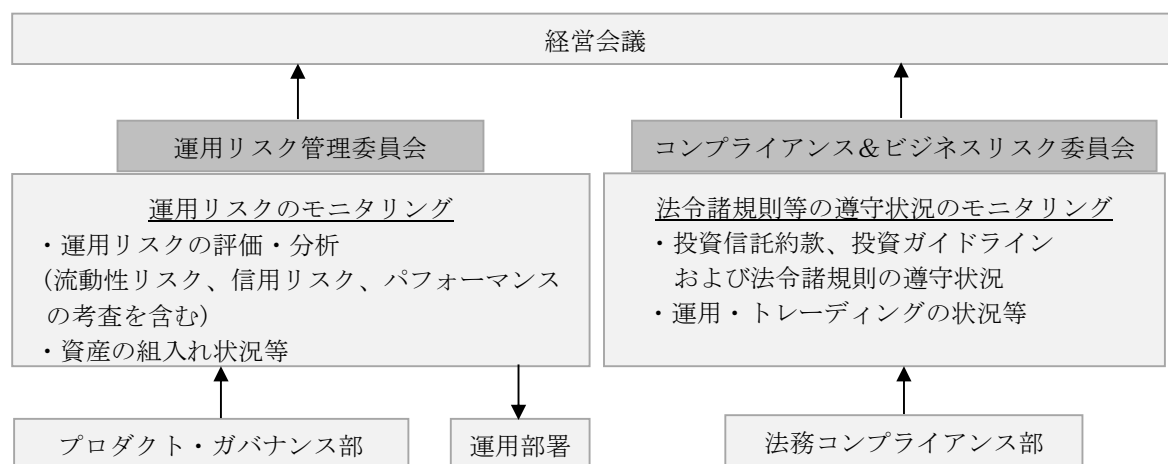 経営会議
運用リスク管理委員会
運用リスクのモニタリング
・運用リスクの評価・分析
(流動性リスク、信用リスク、パフォーマンス
の考査を含む)
・資産の組入れ状況等
プロダクト・ガバナンス部
運用部署
コンプライアンス＆ビジネスリスク委員会
法令諸規則等の遵守状況のモニタリング
・投資信託約款、投資ガイドライン
および法令諸規則の遵守状況
・運用・トレーディングの状況等
法務コンプライアンス部